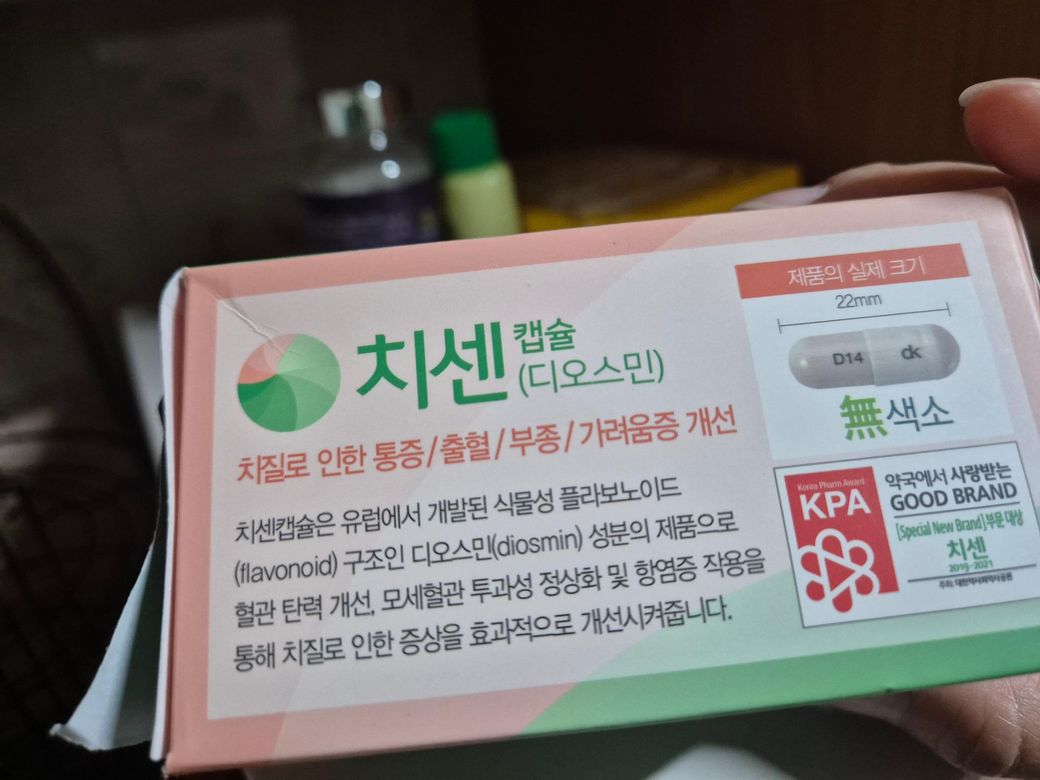 치센 캡슐
(디오스민)
치질로 인한 통증/출혈/부종/가려움증 개선
치센캡슐은 유럽에서 개발된 식물성 플라보노이드
(flavonoid) 구조인 디오스민(diosmin) 성분의 제품으로
혈관 탄력 개선, 모세혈관 투과성 정상화 및 항염증 작용을
통해 치질로 인한 증상을 효과적으로 개선시켜줍니다.
제품의 실제 크기
22mm
D14 dk
無색소
Korea Pharm Award
KPA
약국에서 사랑받는
GOOD BRAND
[Special New Brand] 부문 대상
치센
2019-2021